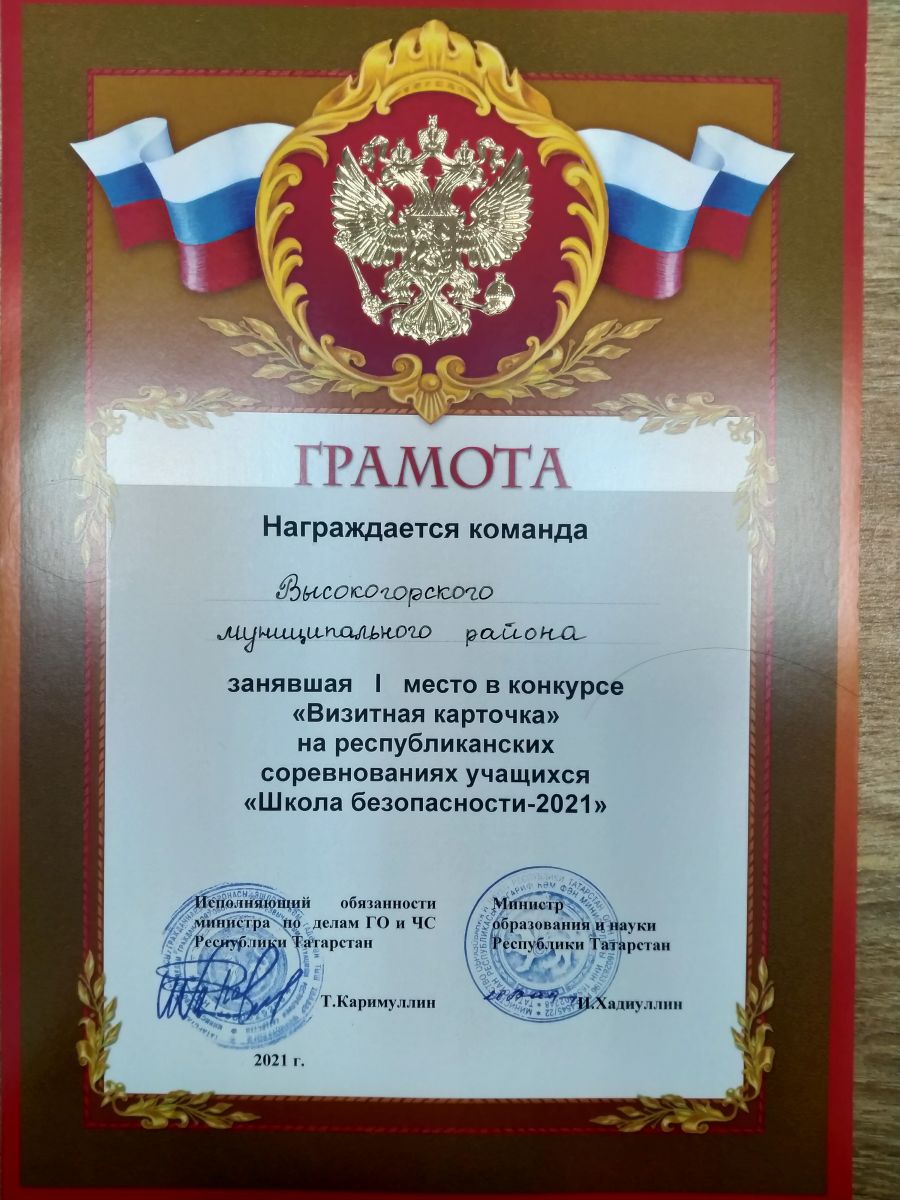 ГРАМОТА
Награждается команда
Высокогорского
муниципального района
занявшая I место в конкурсе
«Визитная карточка»
на республиканских
соревнованиях учащихся
«Школа безопасности-2021»
Исполняющий обязанности
министра по делам ГО и ЧС
Республики Татарстан
Т.Каримуллин
Министр
образования и науки
Республики Татарстан
И.Хадиуллин
2021 г.